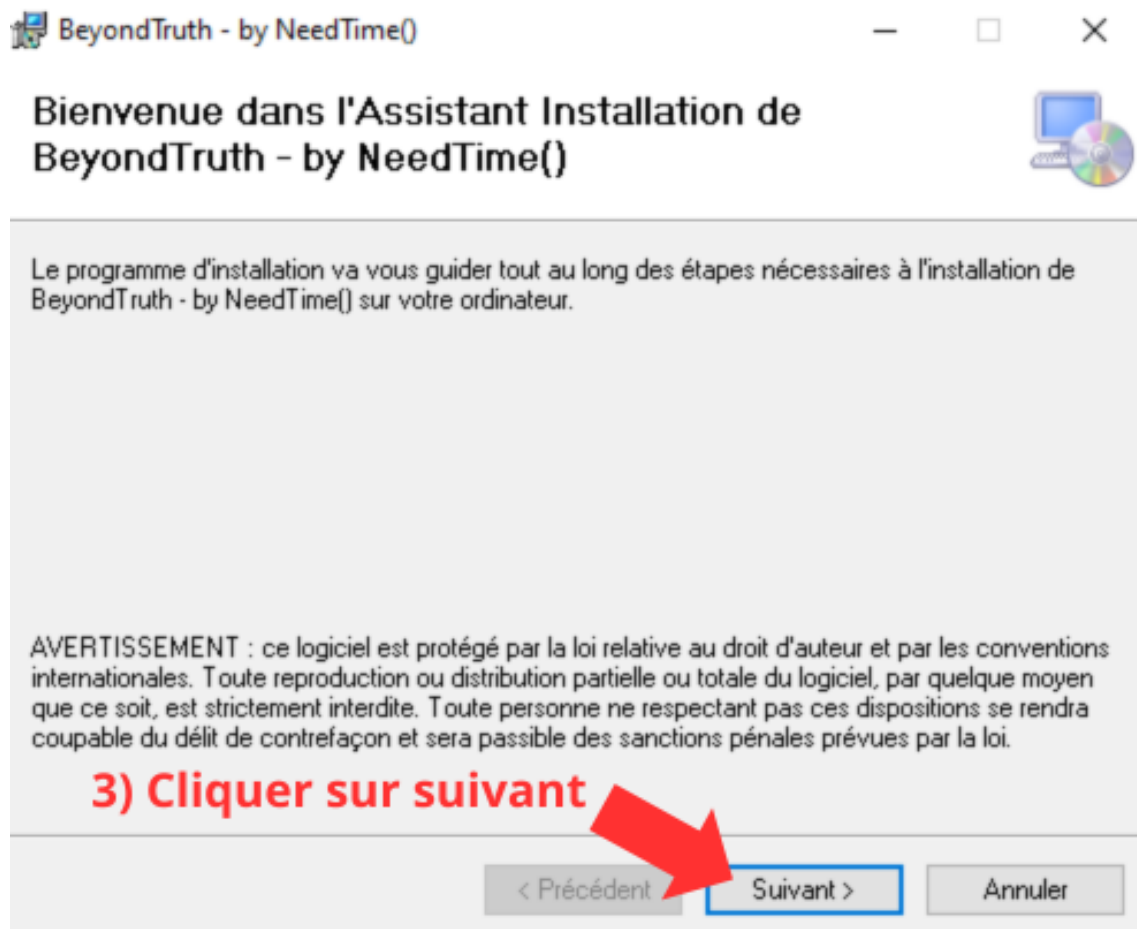 BeyondTruth - by NeedTime()
Bienvenue dans l'Assistant Installation de
BeyondTruth - by NeedTime()
Le programme d'installation va vous guider tout au long des étapes nécessaires à l'installation de
BeyondTruth - by NeedTime() sur votre ordinateur.
AVERTISSEMENT : ce logiciel est protégé par la loi relative au droit d'auteur et par les conventions
internationales. Toute reproduction ou distribution partielle ou totale du logiciel, par quelque moyen
que ce soit, est strictement interdite. Toute personne ne respectant pas ces dispositions se rendra
coupable du délit de contrefaçon et sera passible des sanctions pénales prévues par la loi.
3) Cliquer sur suivant
< Précédent
Suivant >
Annuler